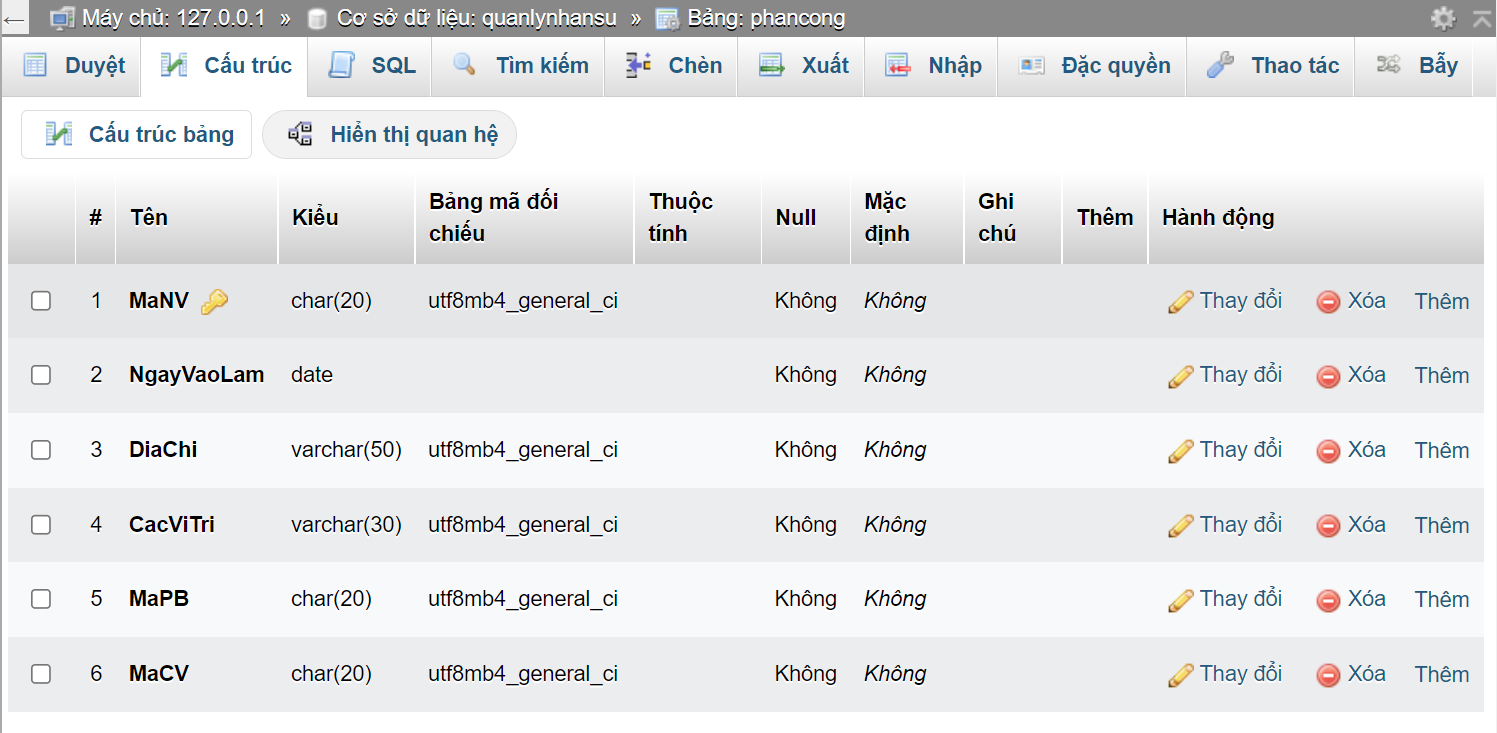 Máy chủ: 127.0.0.1 » Cơ sở dữ liệu: quanlynhansu » Bảng: phancong
Duyệt Cấu trúc SQL Tìm kiếm Chèn Xuất Nhập Đặc quyền Thao tác Bẫy
Cấu trúc bảng Hiển thị quan hệ
# Tên Kiểu Bảng mã đối chiếu Thuộc tính Null Mặc định Ghi chú Thêm Hành động
1 MaNV char(20) utf8mb4_general_ci Không Không Thay đổi Xóa Thêm
2 NgayVaoLam date Không Không Thay đổi Xóa Thêm
3 DiaChi varchar(50) utf8mb4_general_ci Không Không Thay đổi Xóa Thêm
4 CacViTri varchar(30) utf8mb4_general_ci Không Không Thay đổi Xóa Thêm
5 MaPB char(20) utf8mb4_general_ci Không Không Thay đổi Xóa Thêm
6 MaCV char(20) utf8mb4_general_ci Không Không Thay đổi Xóa Thêm